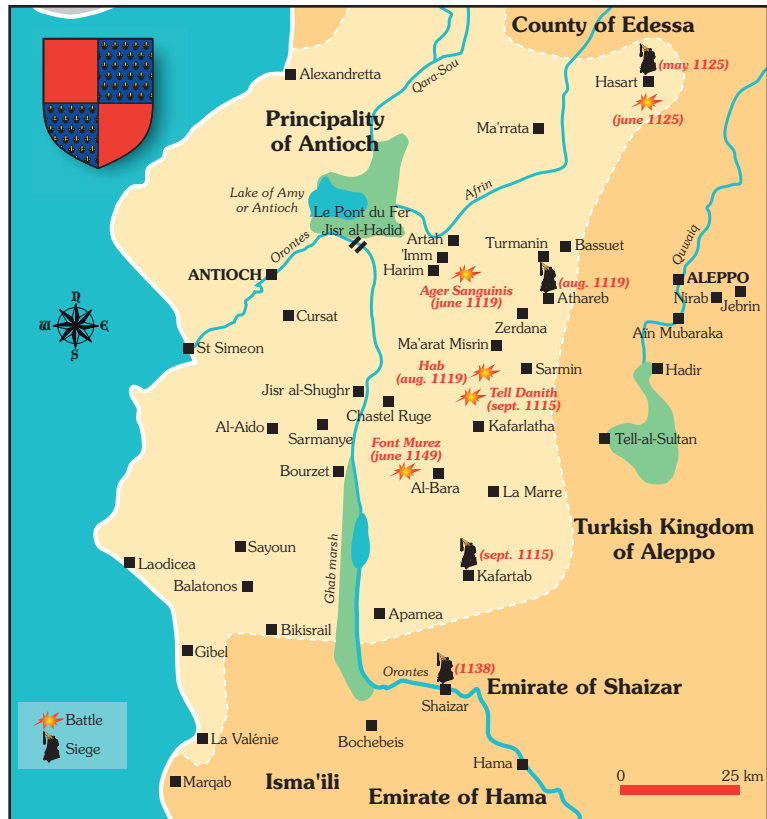 County of Edessa
(may 1125)
Alexandretta
Hasart
Qara-Sou
(june 1125)
Principality
of Antioch
Ma'rrata
Lake of Amy
or Antioch
Afrin
Le Pont du Fer
Jisr al-Hadid
Orontes
Artah
'Imm
Harim
Turmanin
Bassuet
Quwaiq
ANTIOCH
ALEPPO
Ager Sanguinis
(june 1119)
(aug. 1119)
Athareb
Nirab
Jebrin
Cursat
Zerdana
Aïn Mubaraka
N
W
E
S
St Simeon
Ma'arat Misrin
Hab
(aug. 1119)
Sarmin
Hadir
Jisr al-Shughr
Tell Danith
(sept. 1115)
Chastel Ruge
Al-Aido
Sarmanye
Kafarlatha
Font Murez
(june 1149)
Tell-al-Sultan
Bourzet
Al-Bara
La Marre
Turkish Kingdom
of Aleppo
Ghab marsh
Sayoun
(sept. 1115)
Laodicea
Balatonos
Kafartab
Apamea
Bikisrail
Gibel
Orontes
(1138)
Emirate of Shaizar
Shaizar
Battle
Siege
La Valénie
Bochebeis
Hama
Marqab
Isma'ili
Emirate of Hama
0
25 km